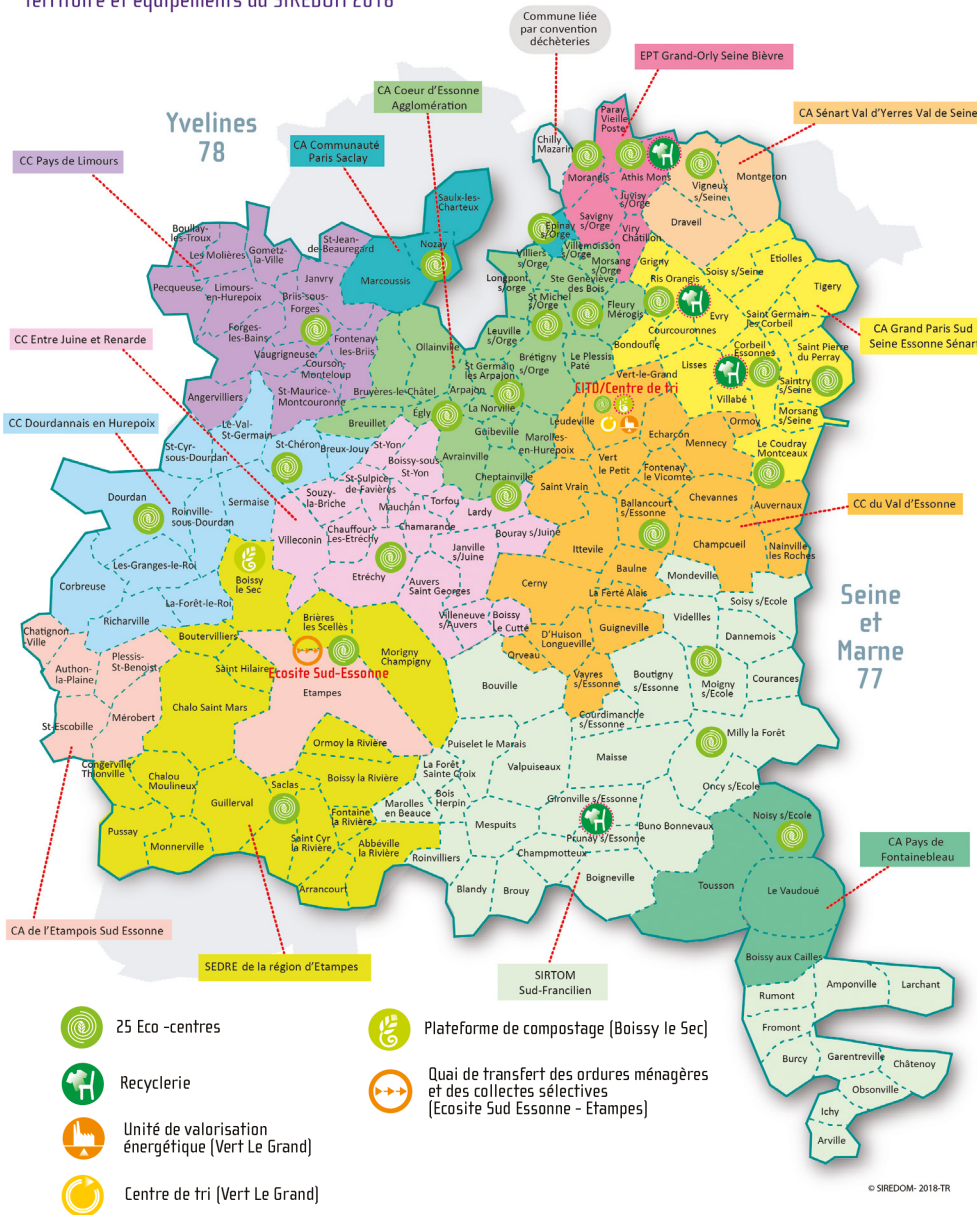 Territoire et équipements du SIREDOM 2018
Commune liée
par convention
déchèteries
EPT Grand-Orly Seine Bièvre
CA Coeur d'Essonne
Agglomération
CA Sénart Val d'Yerres Val de Seine
Yvelines
78
CA Communauté
Paris Saclay
CC Pays de Limours
Paray
Vieille
Poste
Chilly
Mazarin
Morangis
Athis Mons
Vigneux
s/Seine
Montgeron
Juvisy
s/Orge
Savigny
s/Orge
Viry
Châtillon
Draveil
Saulx-les-
Chartreux
Nozay
Marcoussis
Epinay
s/Orge
Villiers
s/Orge
Villemoisson
s/Orge
Morsang
s/Orge
Grigny
Longpont
s/orge
Ste Geneviève
des Bois
Ris Orangis
Soisy s/Seine
Etiolles
Tigery
St Michel
s/Orge
Fleury
Mérogis
Evry
Saint Germain
les Corbeil
Courcouronnes
Bondoufle
Leuville
s/Orge
Brétigny
s/Orge
Le Plessis
Paté
Lisses
Corbeil
Essonnes
Saint Pierre
du Perray
CA Grand Paris Sud
Seine Essonne Sénart
Boullay-
les-Troux
Les Molières
Gometz-
la-Ville
St-Jean-
de-Beauregard
Pecqueuse
Limours-
en-Hurepoix
Janvry
Briis-sous-
Forges
Forges-
les-Bains
Fontenay-
les-Briis
Vaugrigneuse
Courson-
Monteloup
St-Maurice-
Montcouronne
Angervilliers
CC Entre Juine et Renarde
Ollainville
St Germain
les Arpajon
Bruyères-le-Châtel
Arpajon
Égly
La Norville
Breuillet
Guibeville
Marolles-
en-Hurepoix
Avrainville
Cheptainville
Vert-le-Grand
CITD/Centre de tri
Leudeville
Villabé
Saintry
s/Seine
Morsang
s/Seine
Ormoy
Echarcon
Mennecy
Le Coudray
Montceaux
Vert
le Petit
Fontenay
le Vicomte
Saint Vrain
Ballancourt
s/Essonne
Chevannes
Auvernaux
CC du Val d'Essonne
Champcueil
Nainville
les Roches
Itteville
Baulne
Cerny
La Ferté Alais
D'Huison
Longueville
Guigneville
Orveau
Vayres
s/Essonne
CC Dourdannais en Hurepoix
Le-Val-
St-Germain
St-Cyr-
sous-Dourdan
St-Chéron
Breux-Jouy
Dourdan
Roinville-
sous-Dourdan
Sermaise
Les-Granges-le-Roi
Corbreuse
La-Forêt-le-Roi
Richarville
St-Yon
Boissy-sous-
St-Yon
St-Sulpice-
de-Favières
Souzy-
la-Briche
Mauchan
Torfou
Lardy
Chauffour-
Les-Etréchy
Chamarande
Villeconin
Bouray s/Juine
Janville
s/Juine
Etréchy
Auvers
Saint Georges
Villeneuve
s/Auvers
Boissy
Le Cutté
Boissy
le Sec
Brières
les Scellès
Boutervilliers
Morigny
Champigny
Ecosite Sud-Essonne
Saint Hilaire
Etampes
Chalo Saint Mars
Chatignon
-Ville
Plessis-
St-Benoist
Authon-
la-Plaine
Mérobert
St-Escobille
Congerville
Thionville
Chalou
Moulineux
Guillerval
Pussay
Monnerville
Ormoy la Rivière
Boissy la Rivière
Saclas
Fontaine
la Rivière
Saint Cyr
la Rivière
Abbéville
la Rivière
Arrancourt
Mondeville
Soisy s/Ecole
Videllles
Dannemois
Boutigny
s/Essonne
Moigny
s/Ecole
Courances
Bouville
Courdimanche
s/Essonne
Milly la Forêt
Puiselet le Marais
Maisse
La Forêt
Sainte Croix
Valpuiseaux
Oncy s/Ecole
Bois
Herpin
Marolles
en Beauce
Gironville s/Essonne
Mespuits
Prunay s/Essonne
Buno Bonnevaux
Champmotteux
Roinvilliers
Boigneville
Blandy
Brouy
Noisy s/Ecole
Tousson
Le Vaudoué
Boissy aux Cailles
CA Pays de
Fontainebleau
Seine
et
Marne
77
Rumont
Amponville
Larchant
Fromont
Burcy
Garentreville
Châtenoy
Obsonville
Ichy
Arville
CA de l'Etampois Sud Essonne
SEDRE de la région d'Etampes
SIRTOM
Sud-Francilien
25 Eco -centres
Recyclerie
Unité de valorisation
énergétique (Vert Le Grand)
Centre de tri (Vert Le Grand)
Plateforme de compostage (Boissy le Sec)
Quai de transfert des ordures ménagères
et des collectes sélectives
(Ecosite Sud Essonne - Etampes)
© SIREDOM- 2018-TR